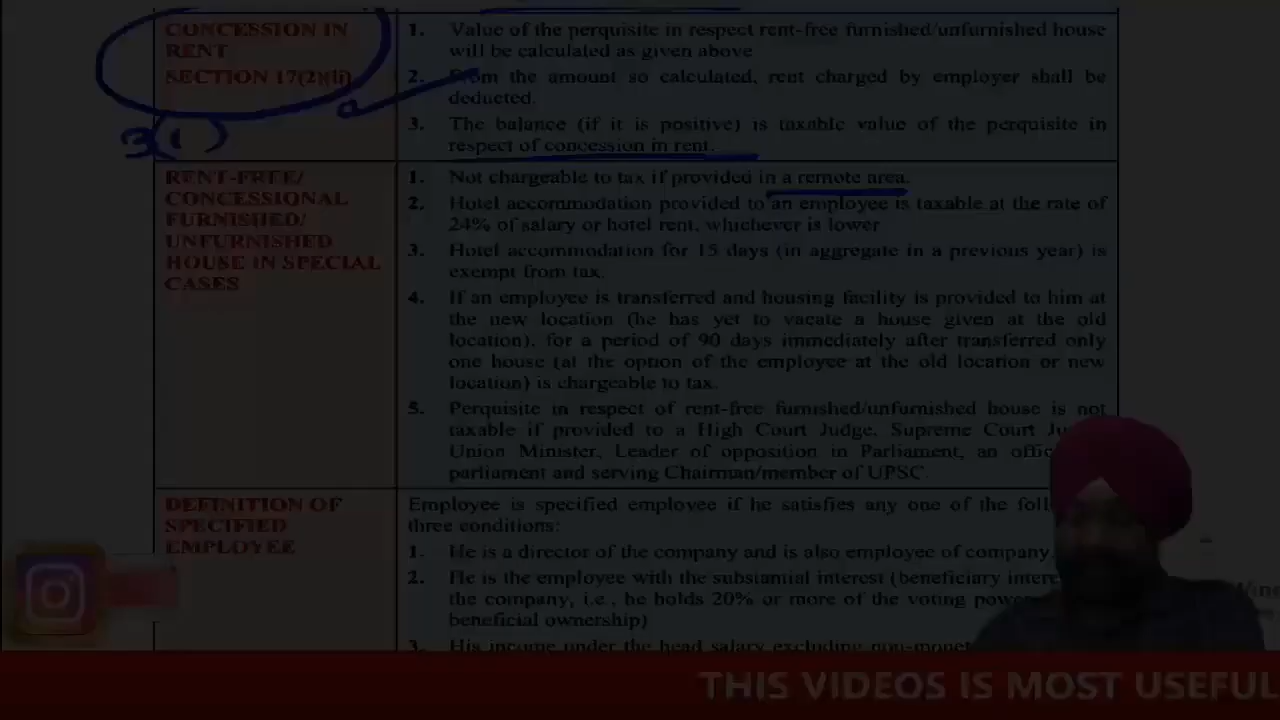 CONCESSION IN
RENT
SECTION 17(2)(ii)
3(1)
1. Value of the perquisite in respect rent-free furnished/unfurnished house
will be calculated as given above
2. From the amount so calculated, rent charged by employer shall be
deducted.
3. The balance (if it is positive) is taxable value of the perquisite in
respect of concession in rent.
RENT-FREE/
CONCESSIONAL
FURNISHED/
UNFURNISHED
HOUSE IN SPECIAL
CASES
1. Not chargeable to tax if provided in a remote area.
2. Hotel accommodation provided to an employee is taxable at the rate of
24% of salary or hotel rent, whichever is lower
3. Hotel accommodation for 15 days (in aggregate in a previous year) is
exempt from tax.
4. If an employee is transferred and housing facility is provided to him at
the new location (he has yet to vacate a house given at the old
location), for a period of 90 days immediately after transferred only
one house (at the option of the employee at the old location or new
location) is chargeable to tax.
5. Perquisite in respect of rent-free furnished/unfurnished house is not
taxable if provided to a High Court Judge, Supreme Court
Union Minister, Leader of opposition in Parliament, an
parliament and serving Chairman/member of UPSC.
DEFINITION OF
SPECIFIED
EMPLOYEE
Employee is specified employee if he satisfies any one of the
three conditions:
1. He is a director of the company and is also employee of company.
2. He is the employee with the substantial interest (beneficiary
the company, i.e., he holds 20% or more of the voting
beneficial ownership)
3. His income under the head salary excluding
THIS VIDEOS IS MOST USEFUL